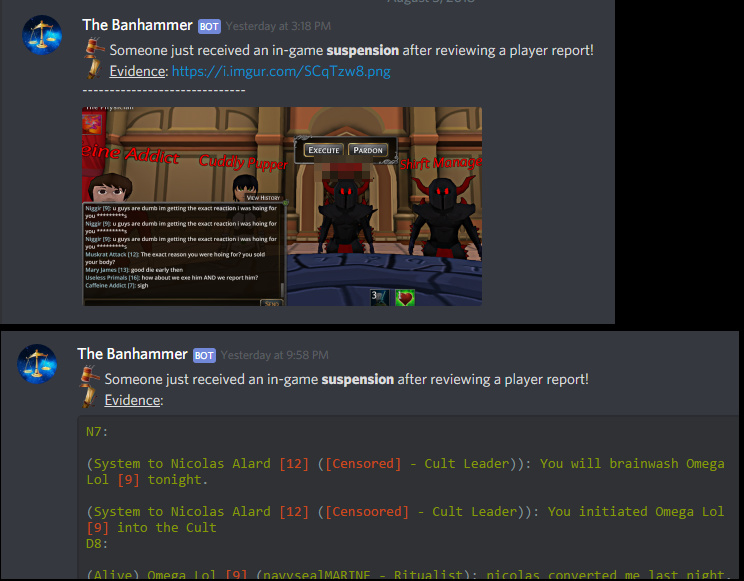 August 3, 2018
The Banhammer BOT Yesterday at 3:18 PM
Someone just received an in-game suspension after reviewing a player report!
Evidence: https://i.imgur.com/SCqTzw8.png
------------------------------
The Physician
eine Addict
Cuddly Pupper
EXECUTE PARDON
Shift Manage
VIEW HISTORY
Niggir [9]: u guys are dumb im getting the exact reaction i was hoing for
you *********s
Niggir [9]: u guys are dumb im getting the exact reaction i was hoing for
you *********s
Niggir [9]: u guys are dumb im getting the exact reaction i was hoing for
you *********s
Muskrat Attack [12]: The exact reason you were hoing for? you sold
your body?
Mary James [13]: good die early then
Useless Primals [16]: how about we exe him AND we report him?
Caffeine Addict [7]: sigh
SEND
3
The Banhammer BOT Yesterday at 9:58 PM
Someone just received an in-game suspension after reviewing a player report!
Evidence:
N7:
(System to Nicolas Alard [12] ([Censored] - Cult Leader)): You will brainwash Omega
Lol [9] tonight.
(System to Nicolas Alard [12] ([Censoored] - Cult Leader)): You initiated Omega Lol
[9] into the Cult
D8:
(Alive) Omega Lol [9] (navysealMARINE - Ritualist): nicolas converted me last night.